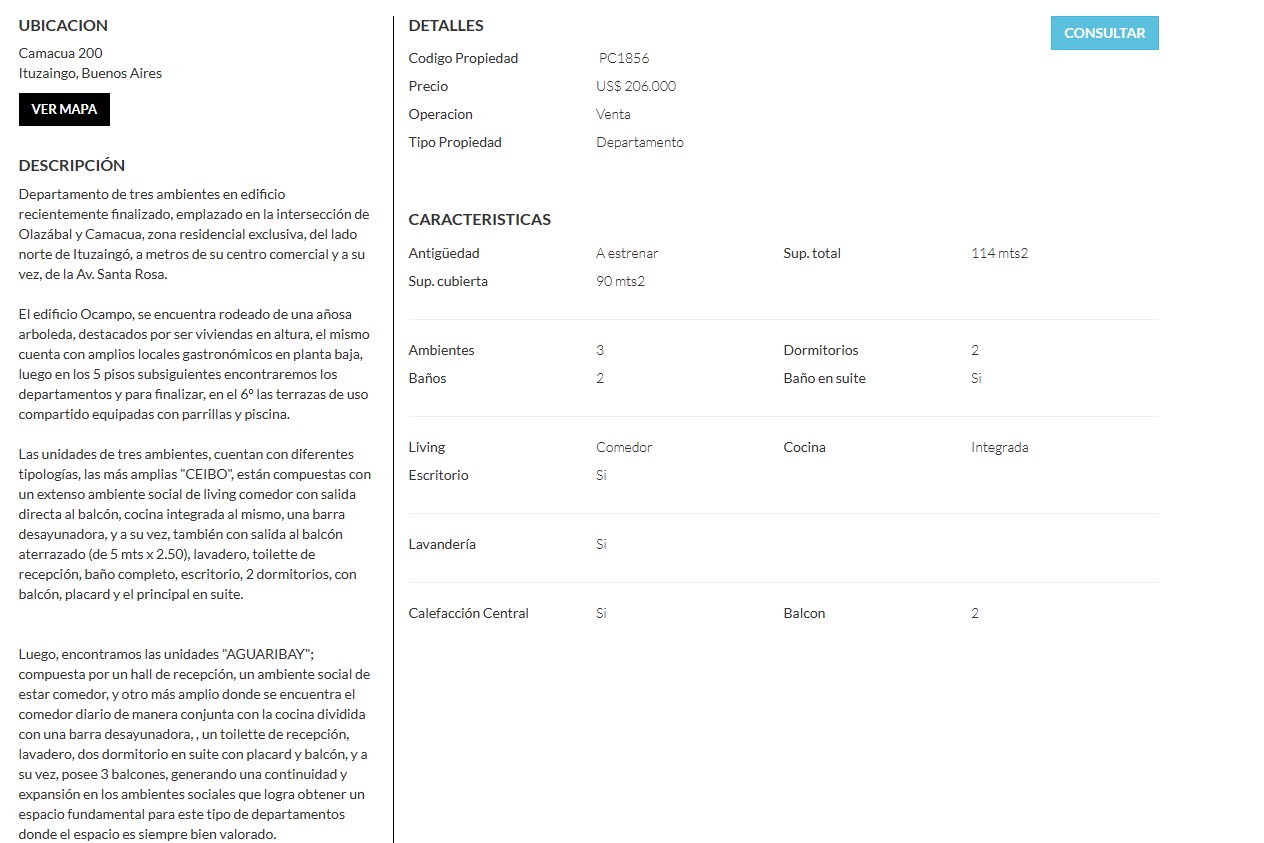 UBICACION
Camacua 200
Ituzaingo, Buenos Aires
VER MAPA
DESCRIPCIÓN
Departamento de tres ambientes en edificio
recientemente finalizado, emplazado en la intersección de
Olazábal y Camacua, zona residencial exclusiva, del lado
norte de Ituzaingó, a metros de su centro comercial y a su
vez, de la Av. Santa Rosa.
El edificio Ocampo, se encuentra rodeado de una añosa
arboleda, destacados por ser viviendas en altura, el mismo
cuenta con amplios locales gastronómicos en planta baja,
luego en los 5 pisos subsiguientes encontraremos los
departamentos y para finalizar, en el 6º las terrazas de uso
compartido equipadas con parrillas y piscina.
Las unidades de tres ambientes, cuentan con diferentes
tipologías, las más amplias "CEIBO", están compuestas con
un extenso ambiente social de living comedor con salida
directa al balcón, cocina integrada al mismo, una barra
desayunadora, y a su vez, también con salida al balcón
aterrazado (de 5 mts x 2.50), lavadero, toilette de
recepción, baño completo, escritorio, 2 dormitorios, con
balcón, placard y el principal en suite.
Luego, encontramos las unidades "AGUARIBAY";
compuesta por un hall de recepción, un ambiente social de
estar comedor, y otro más amplio donde se encuentra el
comedor diario de manera conjunta con la cocina dividida
con una barra desayunadora, , un toilette de recepción,
lavadero, dos dormitorio en suite con placard y balcón, y a
su vez, posee 3 balcones, generando una continuidad y
expansión en los ambientes sociales que logra obtener un
espacio fundamental para este tipo de departamentos
donde el espacio es siempre bien valorado.
DETALLES
CONSULTAR
Codigo Propiedad PC1856
Precio US$ 206.000
Operacion Venta
Tipo Propiedad Departamento
CARACTERISTICAS
Antigüedad A estrenar Sup. total 114 mts2
Sup. cubierta 90 mts2
Ambientes 3 Dormitorios 2
Baños 2 Baño en suite Si
Living Comedor Cocina Integrada
Escritorio Si
Lavandería Si
Calefacción Central Si Balcon 2